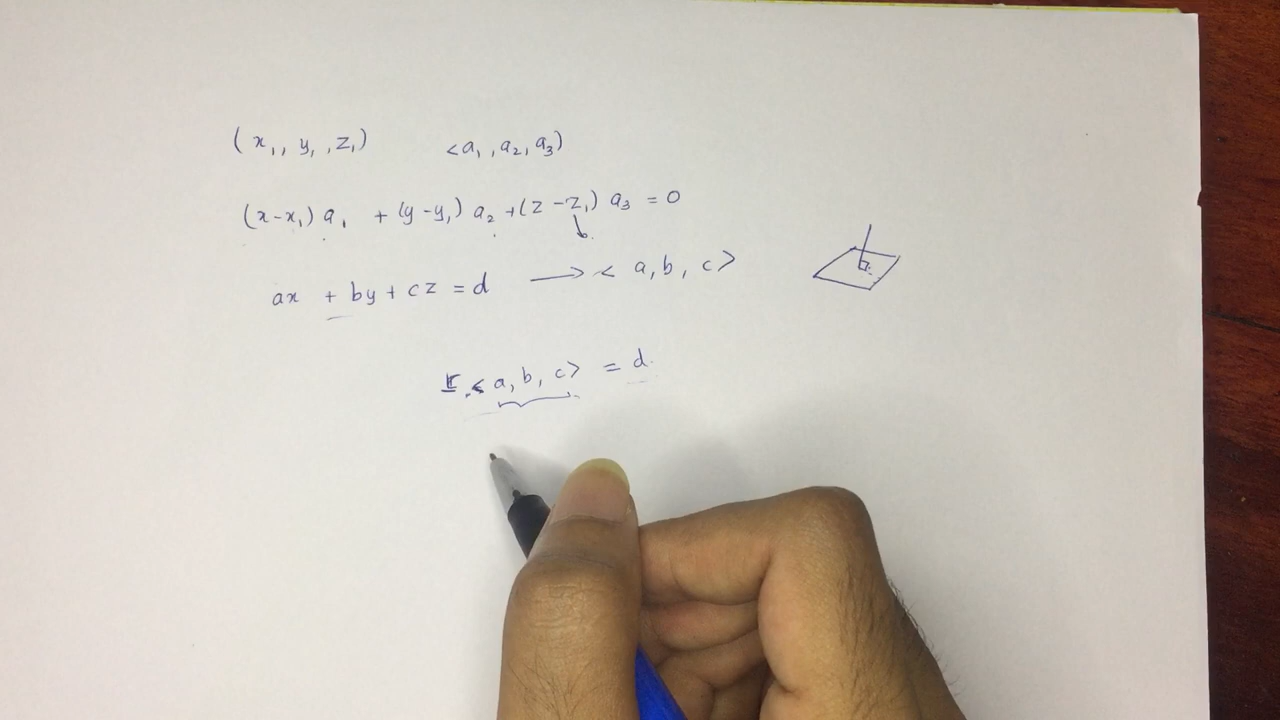 (x₁, y₁, z₁) <a₁, a₂, a₃)
(x-x₁) a₁ + (y-y₁) a₂ + (z-z₁) a₃ = 0
ax + by + cz = d → < a, b, c >
r.<a, b, c> = d